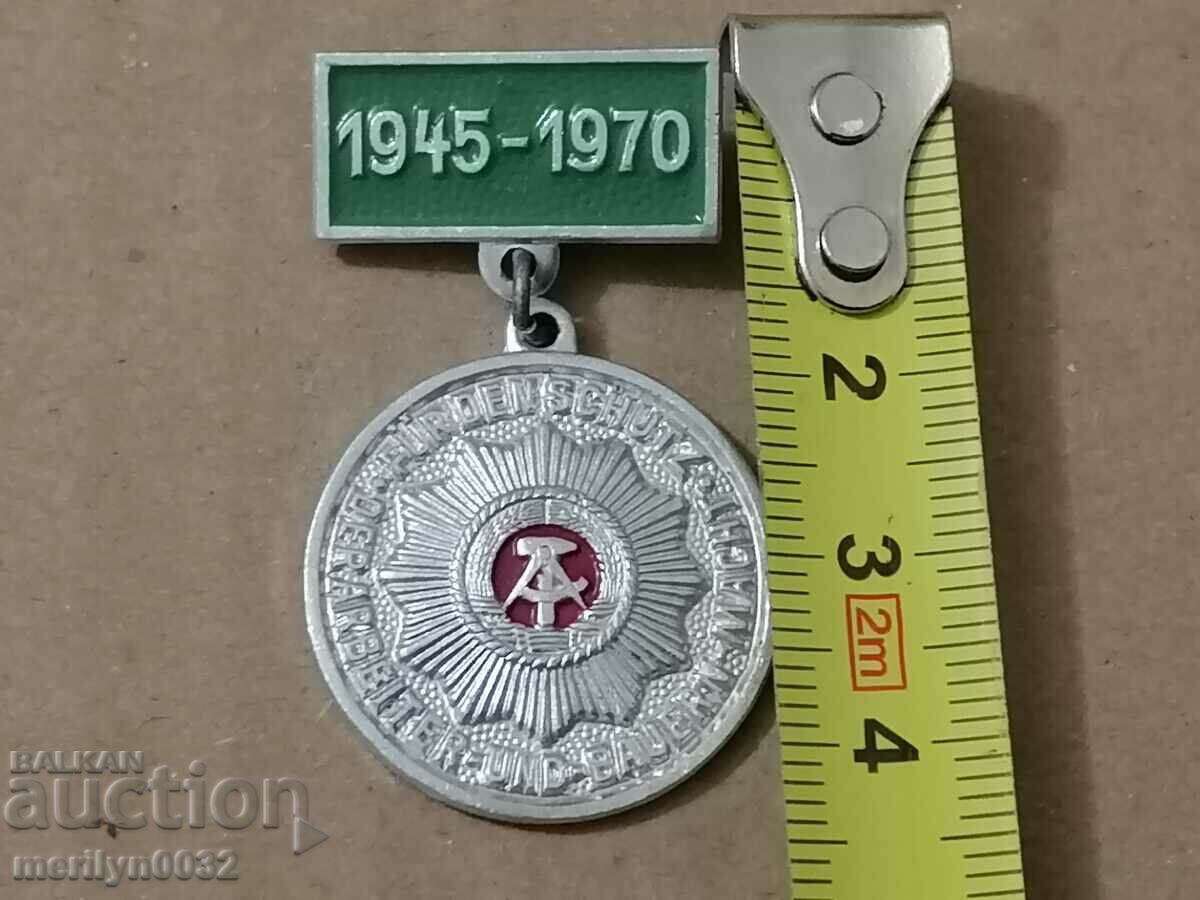 1945-1970
FÜR DEN SCHUTZ DER ARBEITER-UND-BAUERN-MACHT
2
3
2m
4
BALKAN
auction
merilyn0032